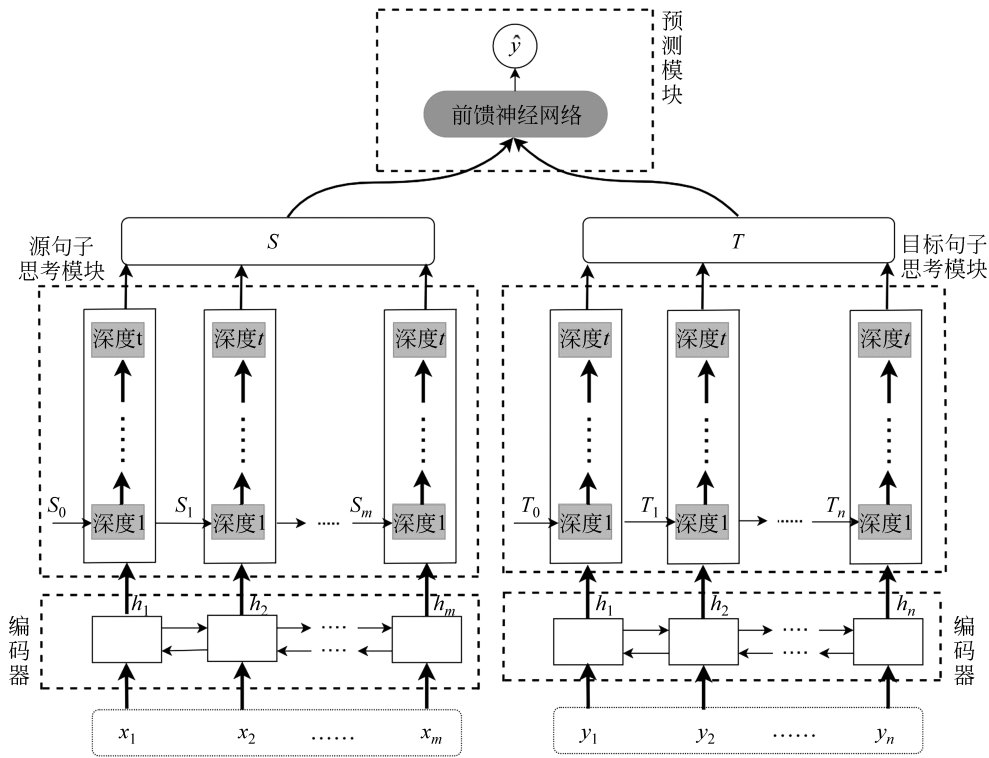 预测模块
ŷ
前馈神经网络
源句子
思考模块
S
T
目标句子
思考模块
深度t
深度t
深度t
深度t
深度t
深度t
S₀
深度1
S₁
深度1
.....
Sₘ
深度1
T₀
深度1
T₁
深度1
......
Tₙ
深度1
编码器
h₁
h₂
hₘ
h₁
h₂
hₙ
编码器
....
....
....
....
x₁
x₂
......
xₘ
y₁
y₂
......
yₙ